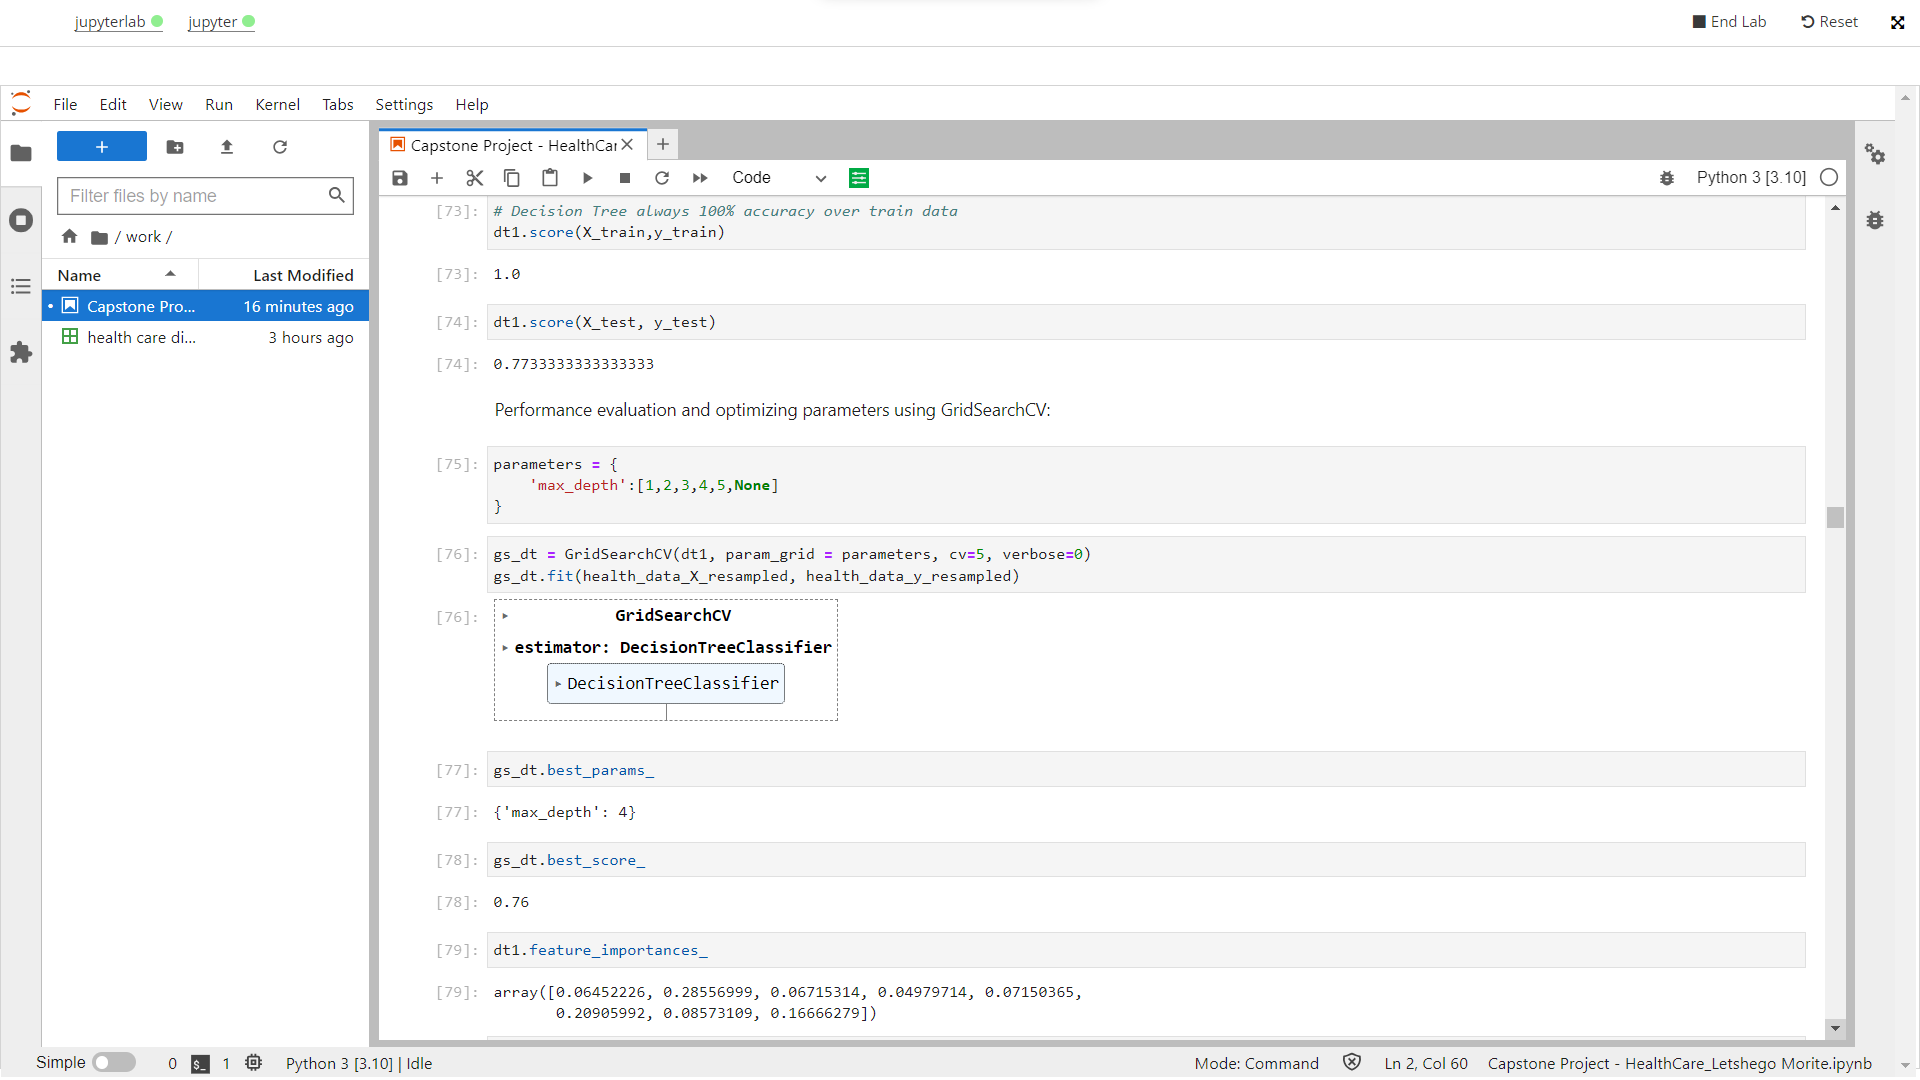 jupyterlab jupyter End Lab Reset
File Edit View Run Kernel Tabs Settings Help
Capstone Project - HealthCar
Code Python 3 [3.10]
Filter files by name
/ work /
Name Last Modified
Capstone Pro... 16 minutes ago
health care di... 3 hours ago
[73]: # Decision Tree always 100% accuracy over train data
dt1.score(X_train,y_train)
[73]: 1.0
[74]: dt1.score(X_test, y_test)
[74]: 0.7733333333333333
Performance evaluation and optimizing parameters using GridSearchCV:
[75]: parameters = {
'max_depth':[1,2,3,4,5,None]
}
[76]: gs_dt = GridSearchCV(dt1, param_grid = parameters, cv=5, verbose=0)
gs_dt.fit(health_data_X_resampled, health_data_y_resampled)
[76]: GridSearchCV
estimator: DecisionTreeClassifier
DecisionTreeClassifier
[77]: gs_dt.best_params_
[77]: {'max_depth': 4}
[78]: gs_dt.best_score_
[78]: 0.76
[79]: dt1.feature_importances_
[79]: array([0.06452226, 0.28556999, 0.06715314, 0.04979714, 0.07150365,
0.20905992, 0.08573109, 0.16666279])
Simple 0 $_ 1 Python 3 [3.10] | Idle Mode: Command Ln 2, Col 60 Capstone Project - HealthCare_Letshego Morite.ipynb